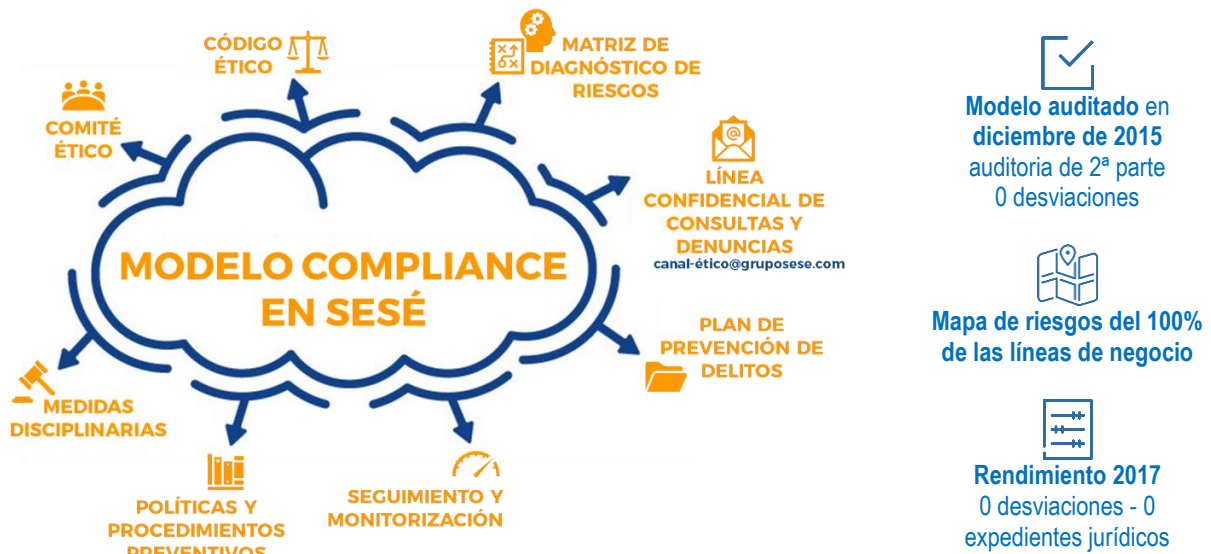 CÓDIGO
ÉTICO
MATRIZ DE
DIAGNÓSTICO DE
RIESGOS
COMITÉ
ÉTICO
LÍNEA
CONFIDENCIAL DE
CONSULTAS Y
DENUNCIAS
canal-ético@gruposese.com
MODELO COMPLIANCE
EN SESÉ
PLAN DE
PREVENCIÓN DE
DELITOS
MEDIDAS
DISCIPLINARIAS
POLÍTICAS Y
PROCEDIMIENTOS
PREVENTIVOS
SEGUIMIENTO Y
MONITORIZACIÓN
Modelo auditado en
diciembre de 2015
auditoria de 2ª parte
0 desviaciones
Mapa de riesgos del 100%
de las líneas de negocio
Rendimiento 2017
0 desviaciones - 0
expedientes jurídicos